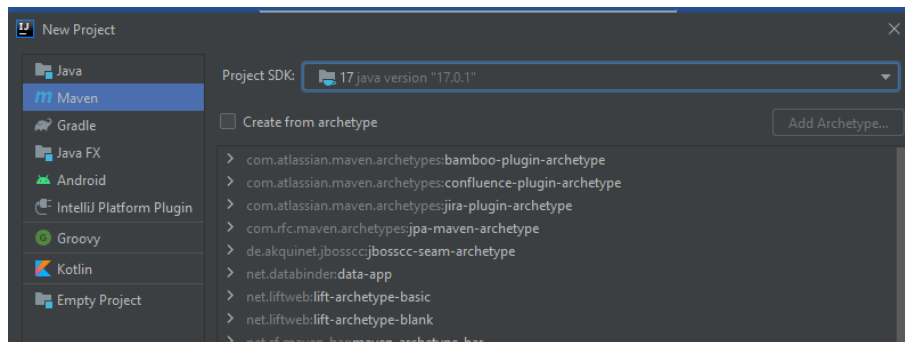 New Project
Java
Maven
Gradle
Java FX
Android
IntelliJ Platform Plugin
Groovy
Kotlin
Empty Project
Project SDK: 17 java version "17.0.1"
Create from archetype
Add Archetype...
com.atlassian.maven.archetypes:bamboo-plugin-archetype
com.atlassian.maven.archetypes:confluence-plugin-archetype
com.atlassian.maven.archetypes:jira-plugin-archetype
com.rfc.maven.archetypes:jpa-maven-archetype
de.akquinet.jbosscc:jbosscc-seam-archetype
net.databinder:data-app
net.liftweb:lift-archetype-basic
net.liftweb:lift-archetype-blank